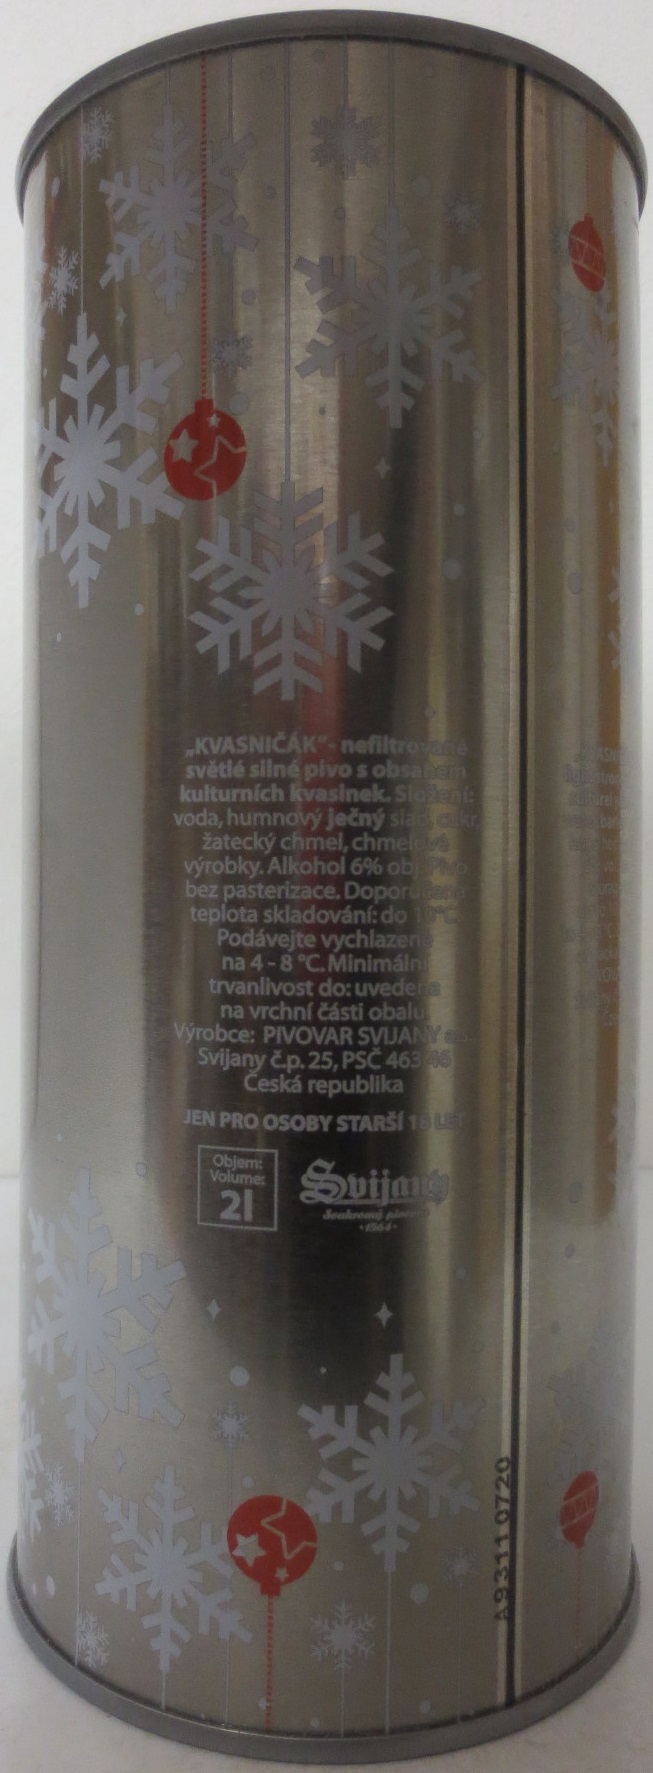 „KVASNIČÁK"- nefiltrované
světlé silné pivo s obsahem
kulturních kvasinek. Složení:
voda, humnový ječný slad, cukr,
žatecký chmel, chmelové
výrobky. Alkohol 6% obj. Pivo
bez pasterizace. Doporučená
teplota skladování: do 10°C.
Podávejte vychlazené
na 4 - 8 °C. Minimální
trvanlivost do: uvedena
na vrchní části obalu.
Výrobce: PIVOVAR SVIJANY
Svijany č.p. 25, PSČ 463 46
Česká republika
JEN PRO OSOBY STARŠÍ 18 LET
Objem:
Volume:
2l
Svijany
Soukromý pivovar
·1564·
A9311 0720